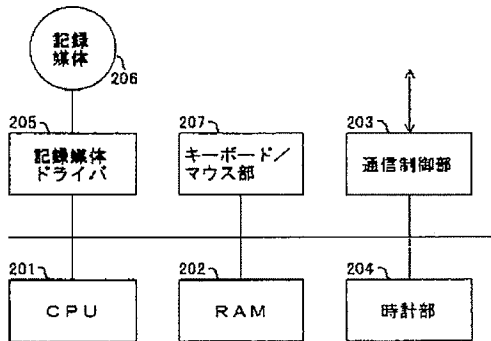 記録
媒体
206
205
207
203
記録媒体
ドライバ
キーボード／
マウス部
通信制御部
201
202
204
CPU
RAM
時計部